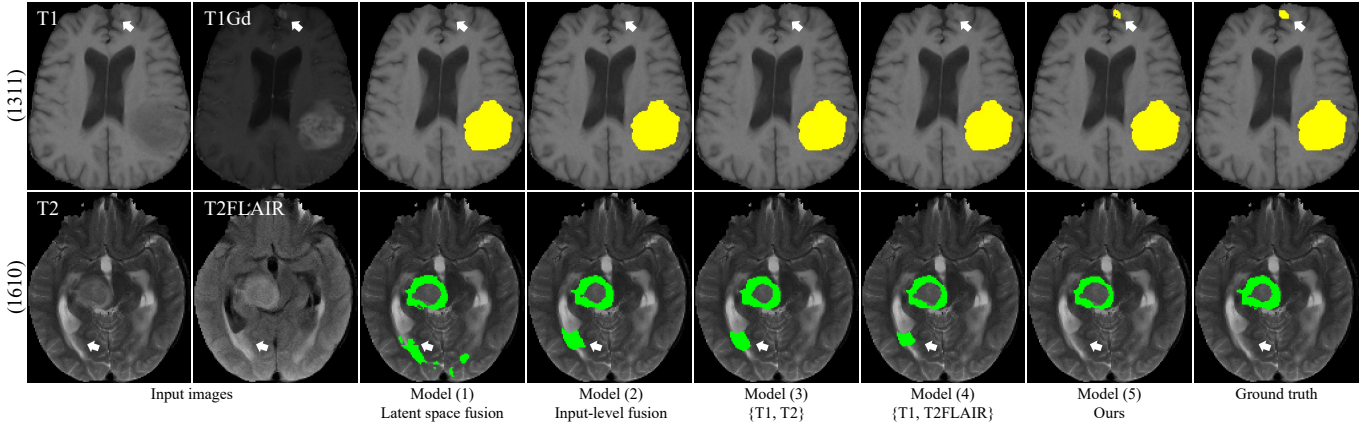 (1311)
T1
T1Gd
(1610)
T2
T2FLAIR
Input images
Model (1)
Latent space fusion
Model (2)
Input-level fusion
Model (3)
{T1, T2}
Model (4)
{T1, T2FLAIR}
Model (5)
Ours
Ground truth